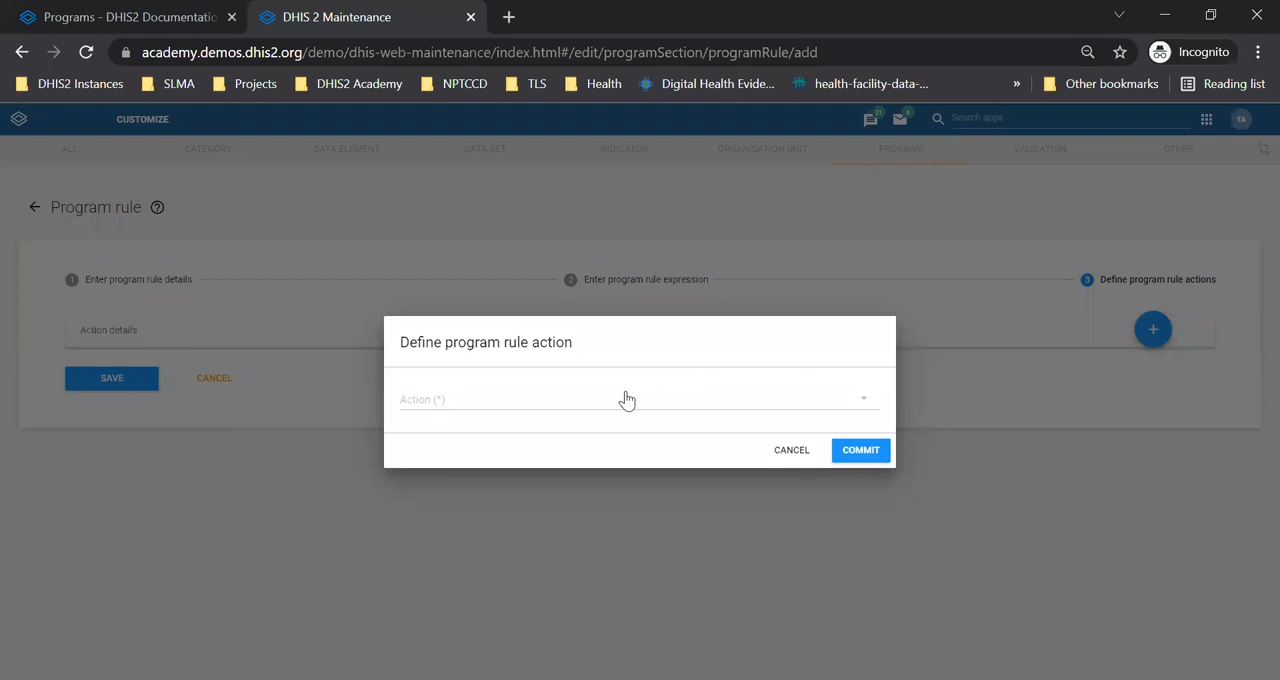 Programs - DHIS2 Documentatio
DHIS 2 Maintenance
academy.demos.dhis2.org/demo/dhis-web-maintenance/index.html#/edit/programSection/programRule/add
Incognito
DHIS2 Instances
SLMA
Projects
DHIS2 Academy
NPTCCD
TLS
Health
Digital Health Evide...
health-facility-data-...
»
Other bookmarks
Reading list
CUSTOMIZE
21
Search apps
TA
ALL
CATEGORY
DATA ELEMENT
DATA SET
INDICATOR
ORGANISATION UNIT
PROGRAM
VALIDATION
OTHER
Program rule
1 Enter program rule details
2 Enter program rule expression
3 Define program rule actions
Action details
+
SAVE
CANCEL
Define program rule action
Action (*)
CANCEL
COMMIT